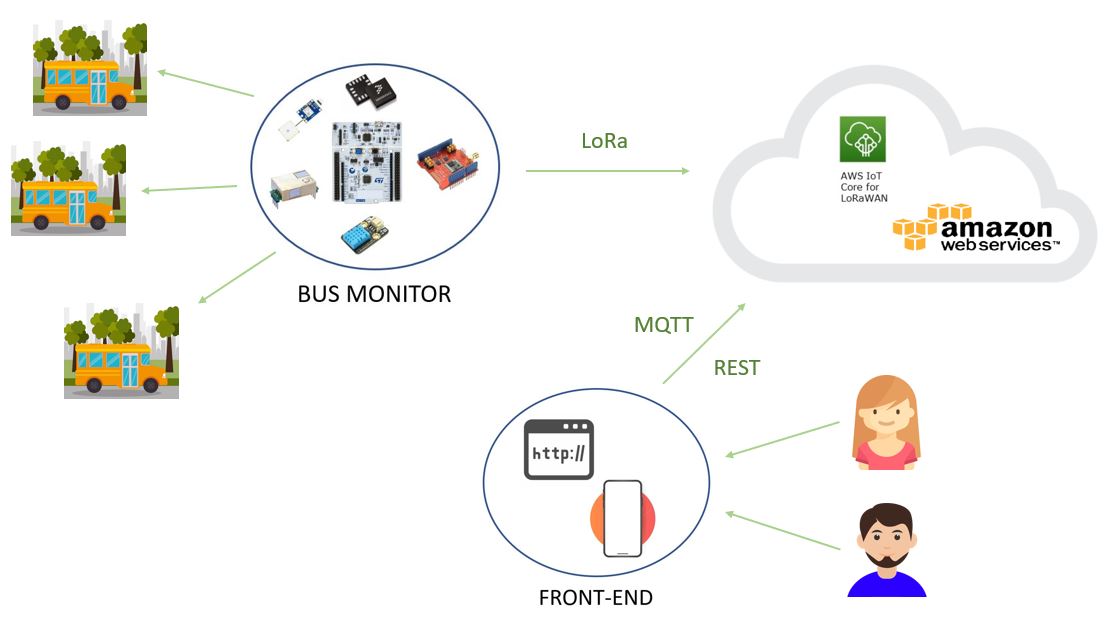 LoRa
AWS IoT
Core for
LoRaWAN
amazon
web services™
BUS MONITOR
MQTT
REST
http://
FRONT-END